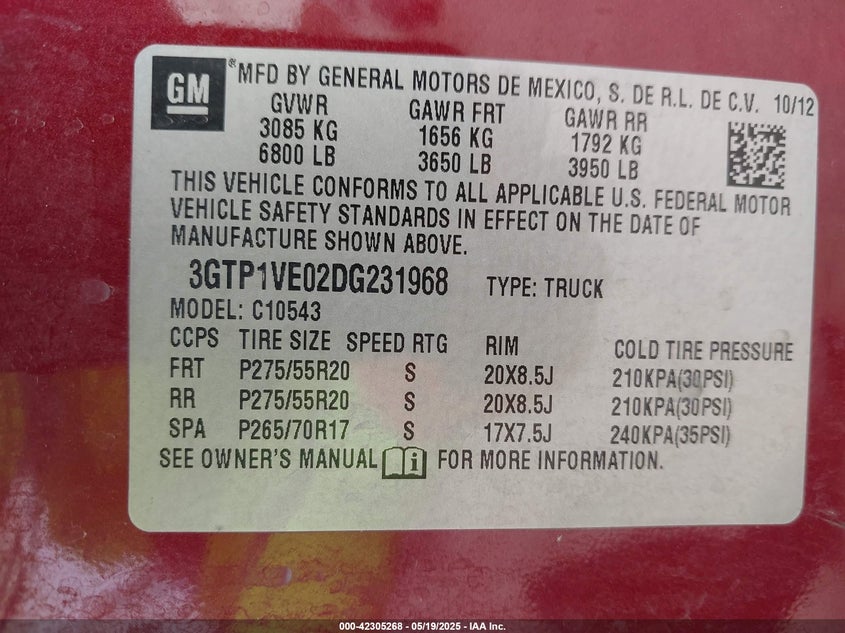 GM ® MFD BY GENERAL MOTORS DE MEXICO, S. DE R.L. DE C.V. 10/12
GVWR GAWR FRT GAWR RR
3085 KG 1656 KG 1792 KG
6800 LB 3650 LB 3950 LB
THIS VEHICLE CONFORMS TO ALL APPLICABLE U.S. FEDERAL MOTOR
VEHICLE SAFETY STANDARDS IN EFFECT ON THE DATE OF
MANUFACTURE SHOWN ABOVE.
3GTP1VE02DG231968 TYPE: TRUCK
MODEL: C10543
CCPS TIRE SIZE SPEED RTG RIM COLD TIRE PRESSURE
FRT P275/55R20 S 20X8.5J 210KPA(30PSI)
RR P275/55R20 S 20X8.5J 210KPA(30PSI)
SPA P265/70R17 S 17X7.5J 240KPA(35PSI)
SEE OWNER'S MANUAL i FOR MORE INFORMATION.
000-42305268 - 05/19/2025 - IAA Inc.